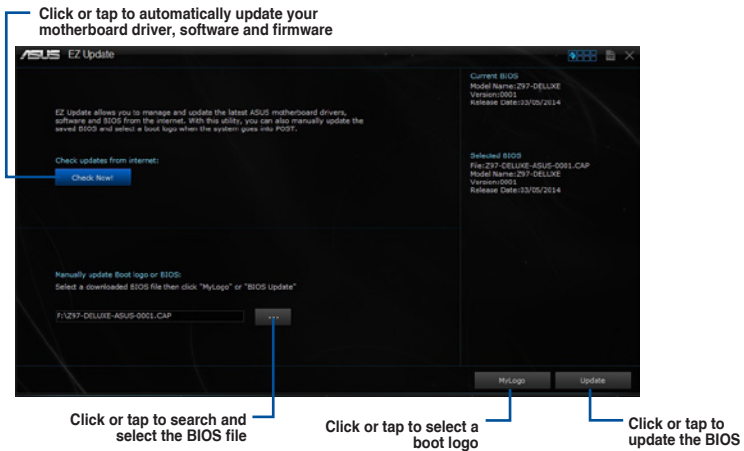 Click or tap to automatically update your
motherboard driver, software and firmware
ASUS EZ Update
EZ Update allows you to manage and update the latest ASUS motherboard drivers,
software and BIOS from the internet. With this utility, you can also manually update the
saved BIOS and select a boot logo when the system goes into POST.
Check updates from internet:
Check Now!
Current BIOS
Model Name:Z97-DELUXE
Version:0001
Release Date:33/05/2014
Selected BIOS
File:Z97-DELUXE-ASUS-0001.CAP
Model Name:Z97-DELUXE
Version:0001
Release Date:33/05/2014
Manually update Boot logo or BIOS:
Select a downloaded BIOS file then click "MyLogo" or "BIOS Update"
F:\Z97-DELUXE-ASUS-0001.CAP
...
MyLogo
Update
Click or tap to search and
select the BIOS file
Click or tap to select a
boot logo
Click or tap to
update the BIOS